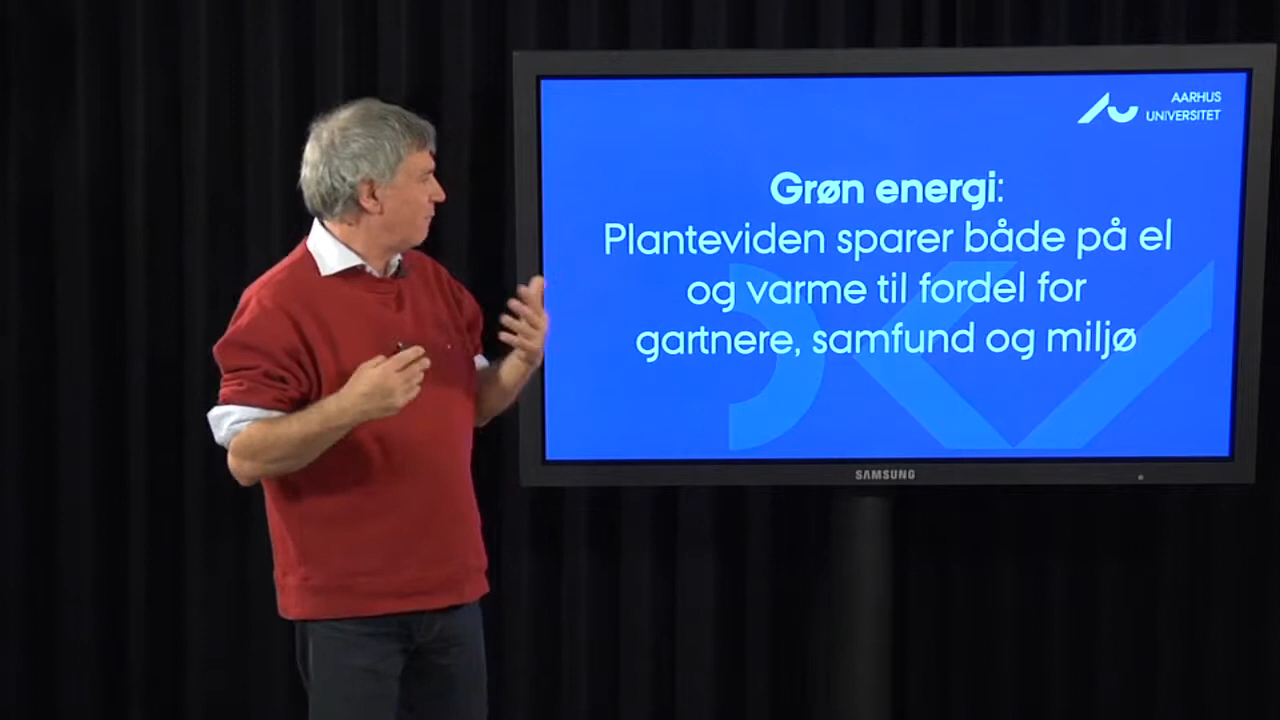 AARHUS
UNIVERSITET
Grøn energi:
Planteviden sparer både på el
og varme til fordel for
gartnere, samfund og miljø
SAMSUNG